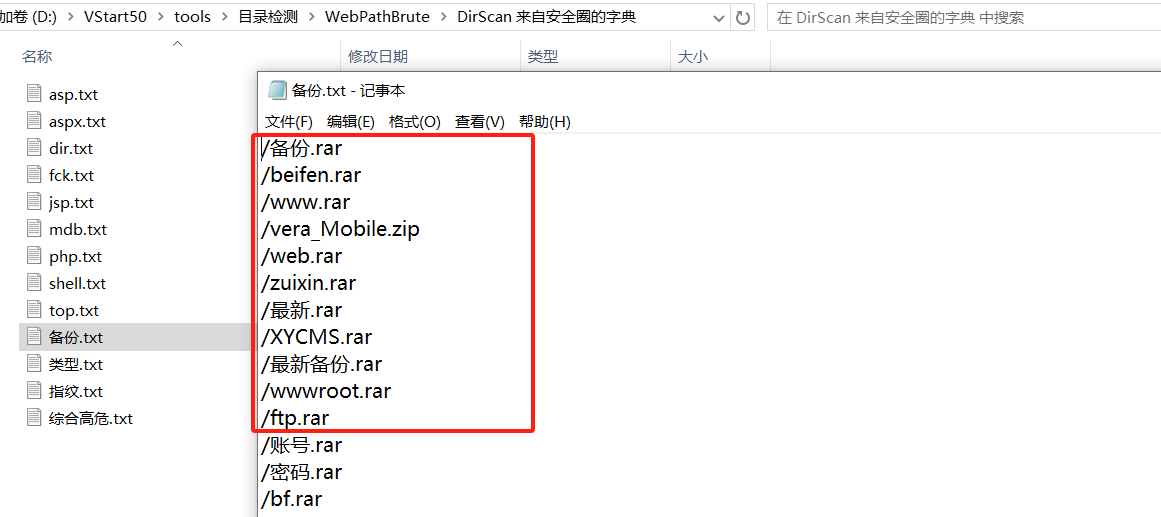 加卷 (D:) > VStart50 > tools > 目录检测 > WebPathBrute > DirScan 来自安全圈的字典
在 DirScan 来自安全圈的字典 中搜索
名称 修改日期 类型 大小
asp.txt
aspx.txt
dir.txt
fck.txt
jsp.txt
mdb.txt
php.txt
shell.txt
top.txt
备份.txt
类型.txt
指纹.txt
综合高危.txt
备份.txt - 记事本
文件(F) 编辑(E) 格式(O) 查看(V) 帮助(H)
/备份.rar
/beifen.rar
/www.rar
/vera_Mobile.zip
/web.rar
/zuixin.rar
/最新.rar
/XYCMS.rar
/最新备份.rar
/wwwroot.rar
/ftp.rar
/账号.rar
/密码.rar
/bf.rar